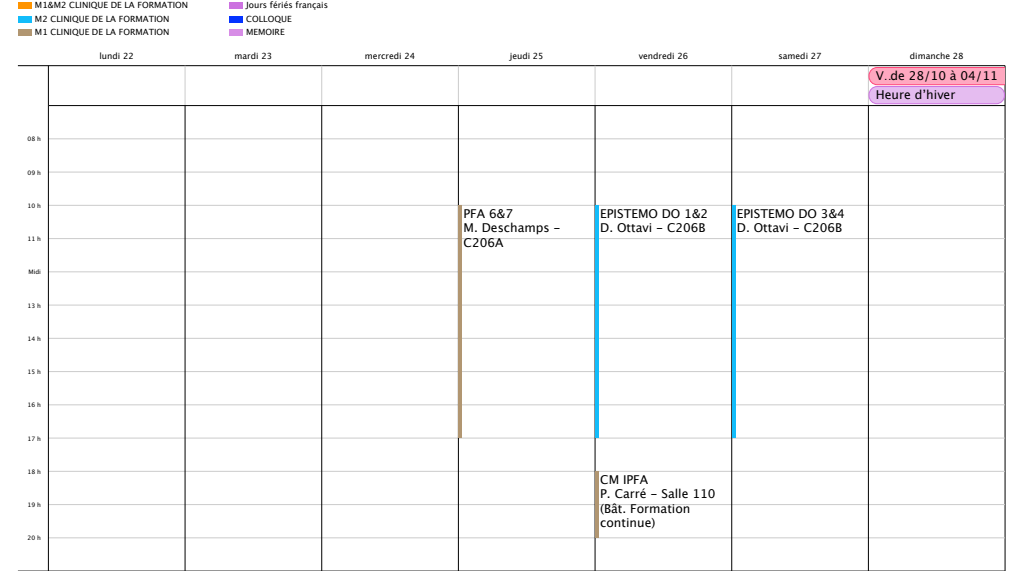 M1&M2 CLINIQUE DE LA FORMATION
Jours fériés français
M2 CLINIQUE DE LA FORMATION
COLLOQUE
M1 CLINIQUE DE LA FORMATION
MEMOIRE
lundi 22
mardi 23
mercredi 24
jeudi 25
vendredi 26
samedi 27
dimanche 28
V..de 28/10 à 04/11
Heure d'hiver
08 h
09 h
10 h
PFA 6&7
M. Deschamps –
C206A
EPISTEMO DO 1&2
D. Ottavi – C206B
EPISTEMO DO 3&4
D. Ottavi – C206B
11 h
Midi
13 h
14 h
15 h
16 h
17 h
18 h
CM IPFA
P. Carré – Salle 110
(Bât. Formation
continue)
19 h
20 h